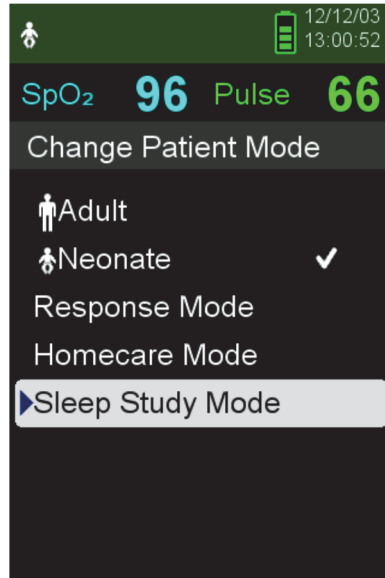 12/12/03
13:00:52
SpO₂ 96 Pulse 66
Change Patient Mode
Adult
Neonate
Response Mode
Homecare Mode
Sleep Study Mode